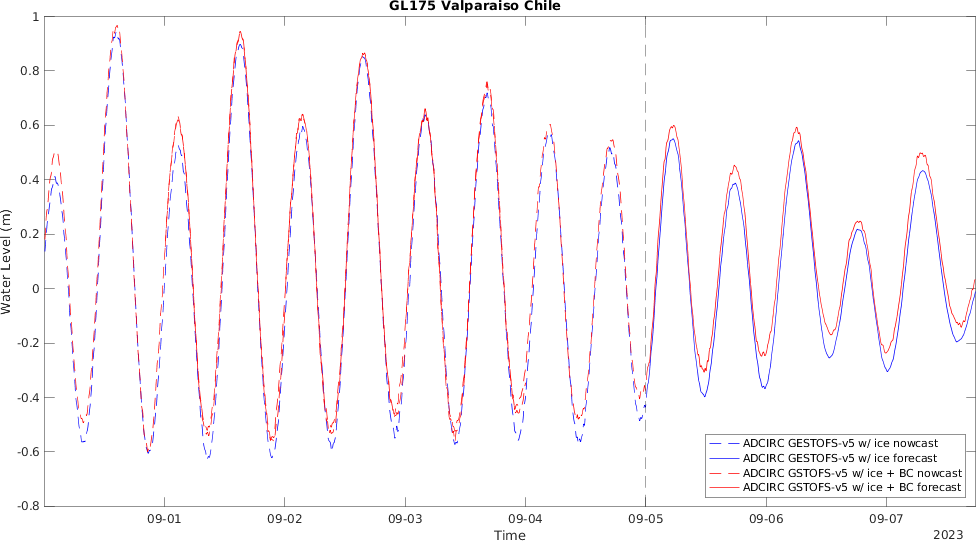 GL175 Valparaiso Chile
1
0.8
0.6
0.4
0.2
0
-0.2
-0.4
-0.6
-0.8
Water Level (m)
ADCIRC GESTOFS-v5 w/ ice nowcast
ADCIRC GESTOFS-v5 w/ ice forecast
ADCIRC GSTOFS-v5 w/ ice + BC nowcast
ADCIRC GSTOFS-v5 w/ ice + BC forecast
09-01 09-02 09-03 09-04 09-05 09-06 09-07
Time
2023